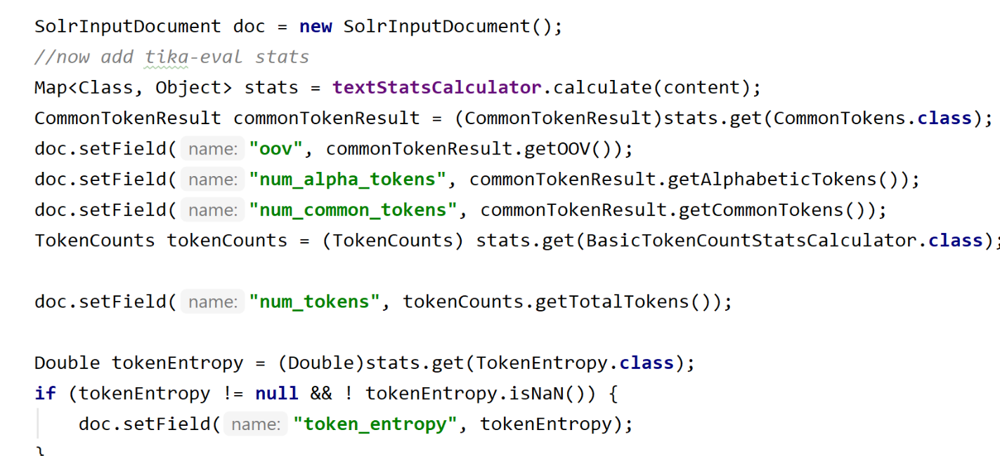 SolrInputDocument doc = new SolrInputDocument();
//now add tika-eval stats
Map<Class, Object> stats = textStatsCalculator.calculate(content);
CommonTokenResult commonTokenResult = (CommonTokenResult)stats.get(CommonTokens.class);
doc.setField( name: "oov", commonTokenResult.getOOV());
doc.setField( name: "num_alpha_tokens", commonTokenResult.getAlphabeticTokens());
doc.setField( name: "num_common_tokens", commonTokenResult.getCommonTokens());
TokenCounts tokenCounts = (TokenCounts) stats.get(BasicTokenCountStatsCalculator.class);
doc.setField( name: "num_tokens", tokenCounts.getTotalTokens());
Double tokenEntropy = (Double)stats.get(TokenEntropy.class);
if (tokenEntropy != null && ! tokenEntropy.isNaN()) {
    doc.setField( name: "token_entropy", tokenEntropy);
}